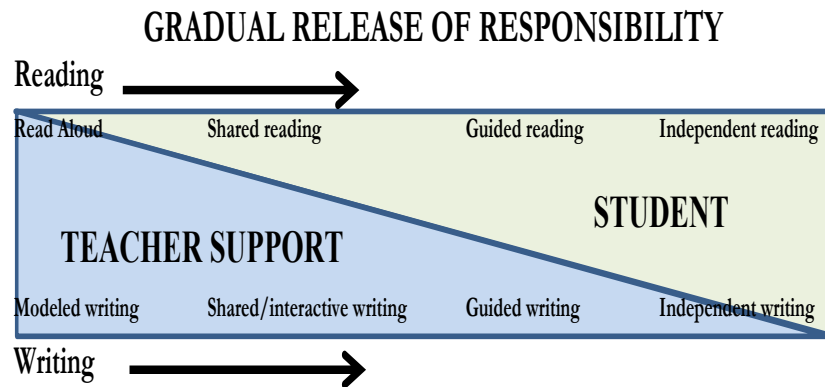 GRADUAL RELEASE OF RESPONSIBILITY
Reading
Read Aloud Shared reading Guided reading Independent reading
STUDENT
TEACHER SUPPORT
Modeled writing Shared/interactive writing Guided writing Independent writing
Writing